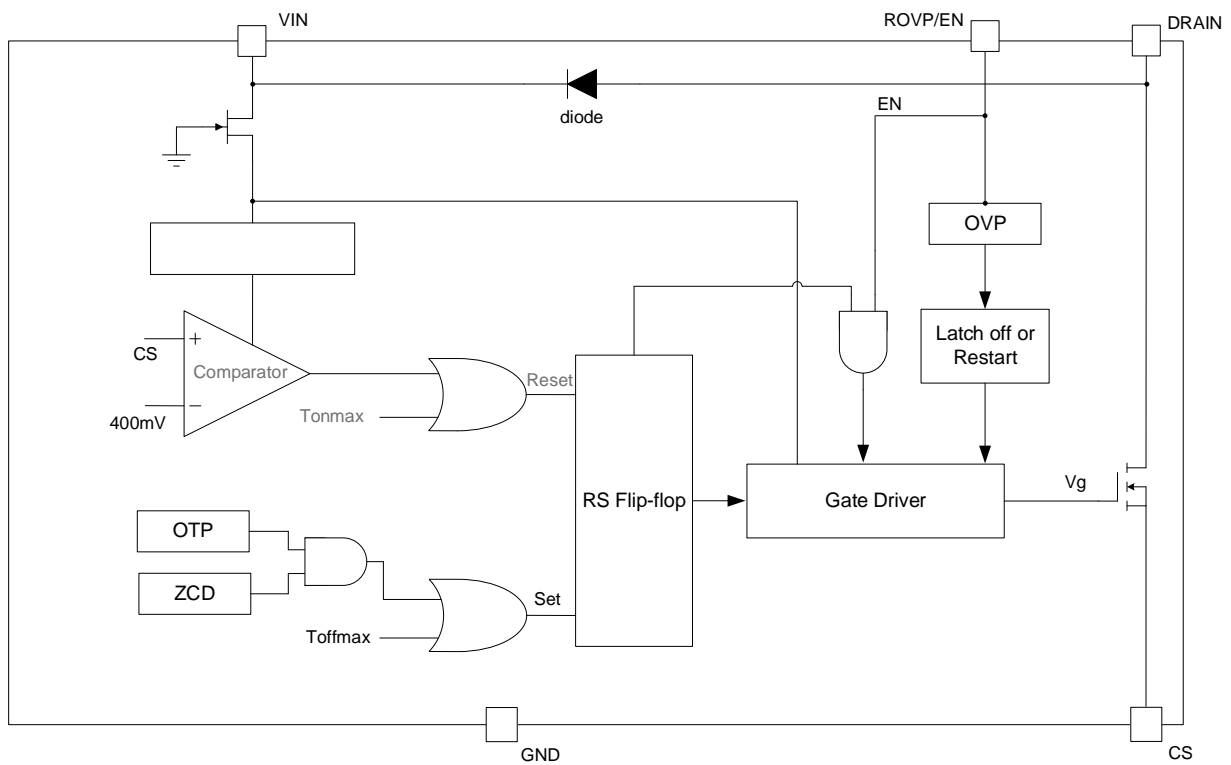 VIN
ROVP/EN
DRAIN
EN
diode
OVP
Latch off or
Restart
CS
+
Comparator
-
400mV
Reset
Tonmax
RS Flip-flop
Gate Driver
Vg
OTP
ZCD
Set
Toffmax
GND
CS